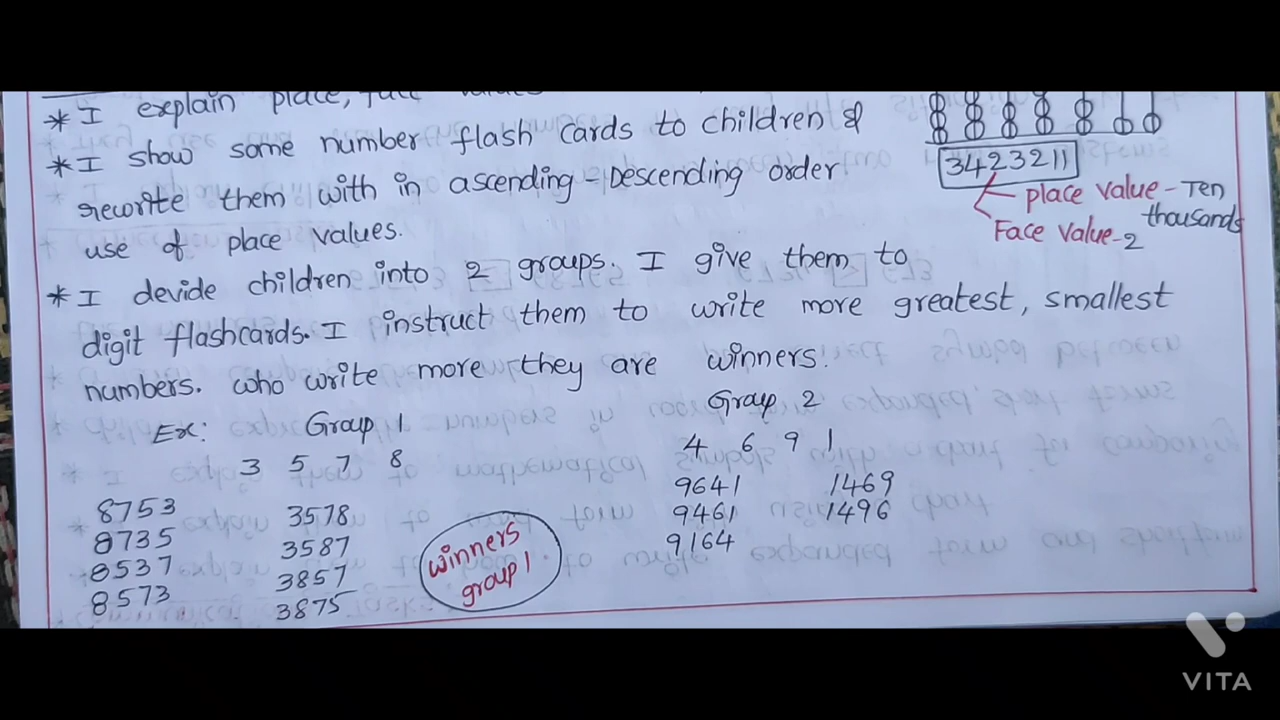 * I explain place, face values
* I show some number flash cards to children &
rewrite them with in ascending - Descending order
use of place values.
3423211
place value - Ten
thousands
Face value - 2
* I devide children into 2 groups. I give them to
digit flashcards. I instruct them to write more greatest, smallest
numbers. who write more they are winners.
Ex: Group 1
3 5 7 8
8753 3578
8735 3587
8537 3857
8573 3875
winners
group 1
Group 2
4 6 9 1
9641 1469
9461 1496
9164
VITA